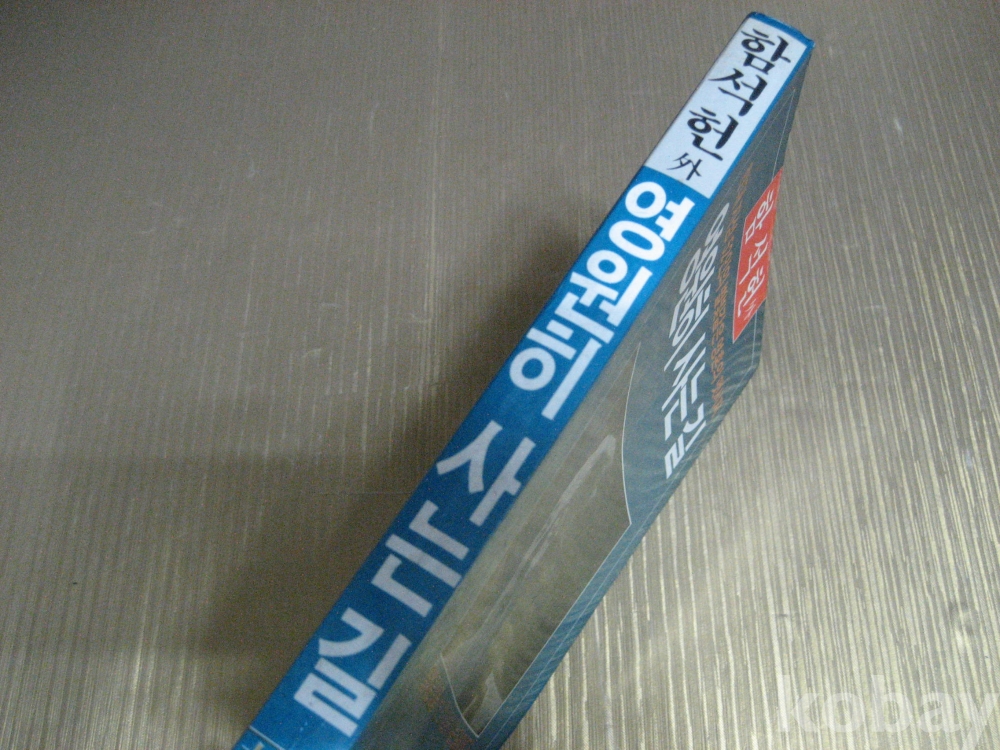 함석헌 外
영원의 사는길
함석헌 外
영원의 사는길
kobay